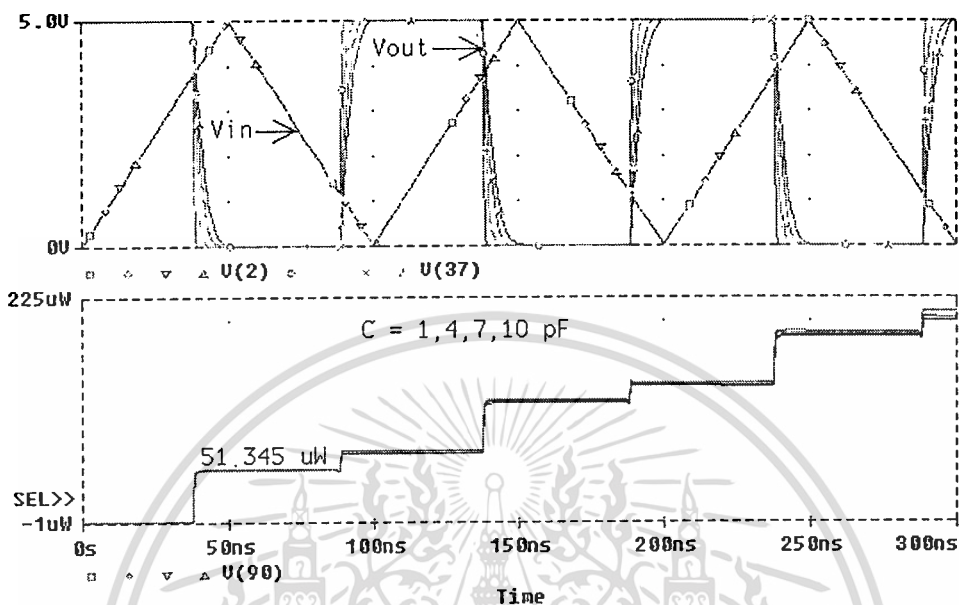 5.0V
Vout
Vin
0V
V(2) V(37)
225uW
C = 1,4,7,10 pF
51.345 uW
SEL>>
-1uW
0s 50ns 100ns 150ns 200ns 250ns 300ns
V(90)
Time